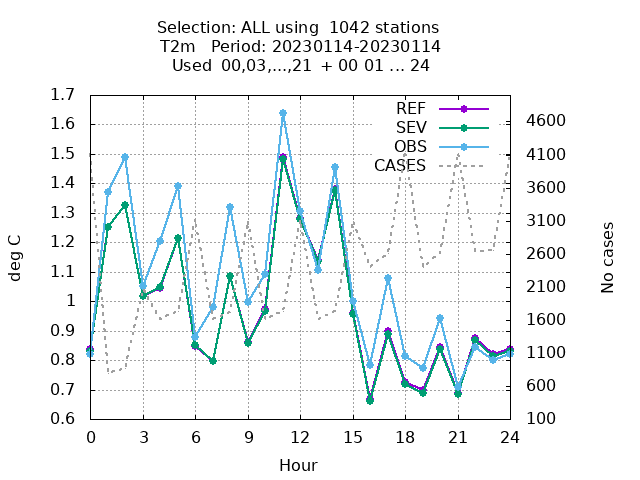 Selection: ALL using  1042 stations
T2m   Period: 20230114-20230114
Used  00,03,...,21  + 00 01 ... 24
REF
SEV
OBS
CASES
1.7
1.6
1.5
1.4
1.3
1.2
1.1
1
0.9
0.8
0.7
0.6
deg C
4600
4100
3600
3100
2600
2100
1600
1100
600
100
No cases
0 3 6 9 12 15 18 21 24
Hour